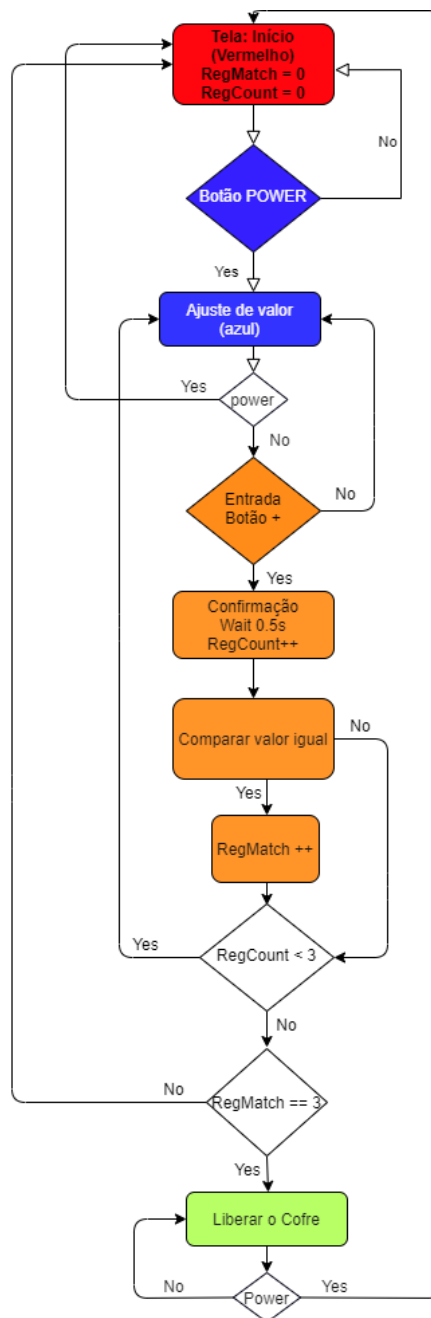 Tela: Início
(Vermelho)
RegMatch = 0
RegCount = 0
No
Botão POWER
Yes
Ajuste de valor
(azul)
Yes
power
No
Entrada
Botão +
No
Yes
Confirmação
Wait 0.5s
RegCount++
Comparar valor igual
No
Yes
RegMatch ++
Yes
RegCount < 3
No
No
RegMatch == 3
Yes
Liberar o Cofre
No
Power
Yes